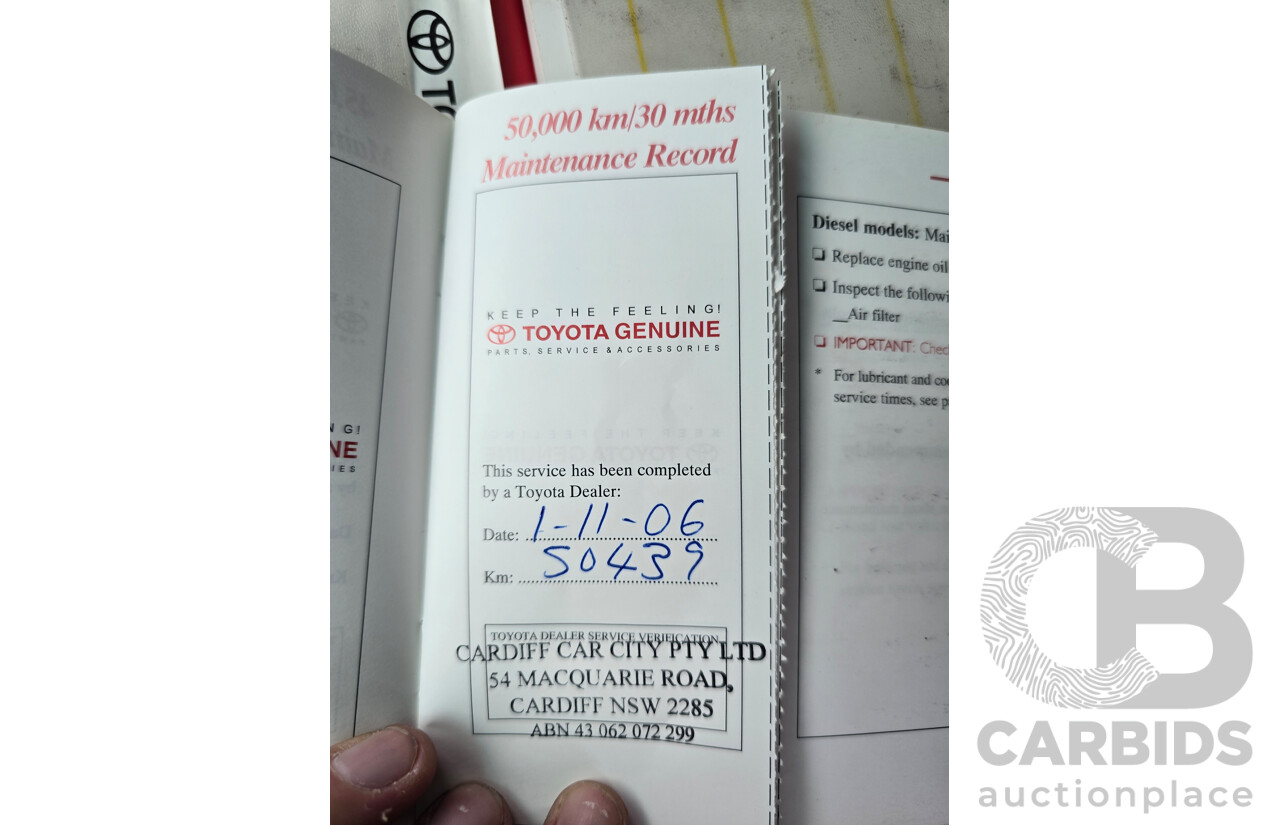 50,000 km/30 mths
Maintenance Record
KEEP THE FEELING!
TOYOTA GENUINE
PARTS, SERVICE & ACCESSORIES
This service has been completed
by a Toyota Dealer:
Date: 1-11-06
Km: 50439
TOYOTA DEALER SERVICE VERIFICATION
CARDIFF CAR CITY PTY LTD
54 MACQUARIE ROAD,
CARDIFF NSW 2285
ABN 43 062 072 299
Diesel models:
Replace engine oil
Inspect the
Air filter
IMPORTANT:
* For lubricant and
service times, see
CARBIDS
auctionplace